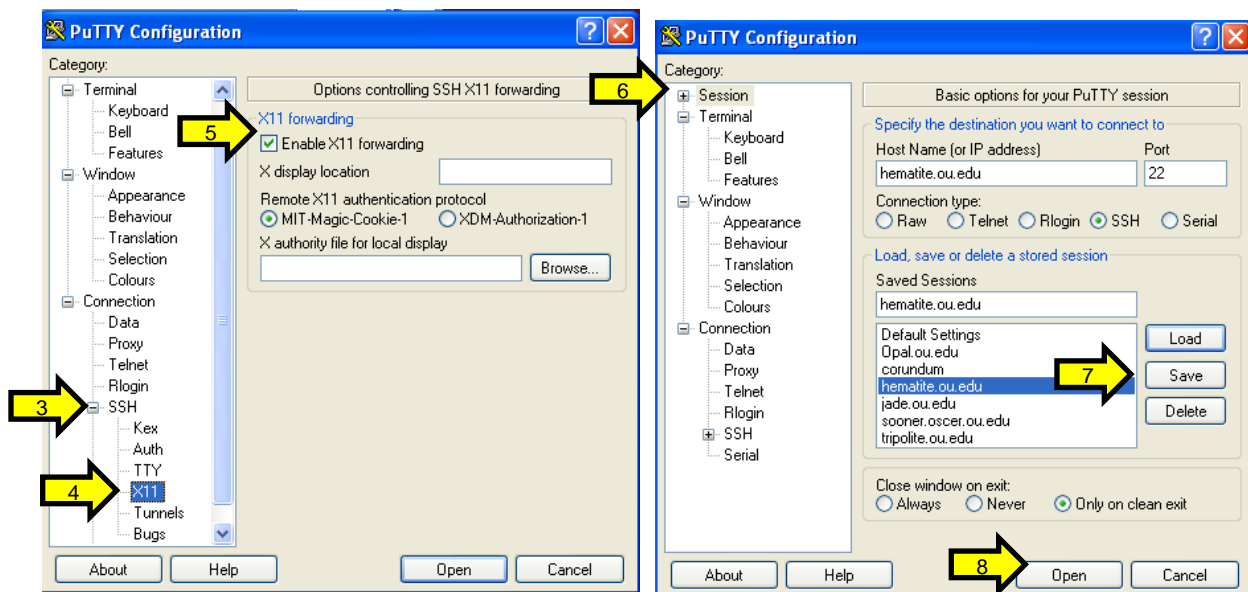 PuTTY Configuration
Category:
Terminal
Keyboard
Bell
Features
Window
Appearance
Behaviour
Translation
Selection
Colours
Connection
Data
Proxy
Telnet
Rlogin
3
SSH
Kex
Auth
TTY
4
X11
Tunnels
Bugs
Options controlling SSH X11 forwarding
5
X11 forwarding
Enable X11 forwarding
X display location
Remote X11 authentication protocol
MIT-Magic-Cookie-1 XDM-Authorization-1
X authority file for local display
Browse...
About Help Open Cancel
PuTTY Configuration
Category:
6
Session
Terminal
Keyboard
Bell
Features
Window
Appearance
Behaviour
Translation
Selection
Colours
Connection
Data
Proxy
Telnet
Rlogin
SSH
Serial
Basic options for your PuTTY session
Specify the destination you want to connect to
Host Name (or IP address) Port
hematite.ou.edu 22
Connection type:
Raw Telnet Rlogin SSH Serial
Load, save or delete a stored session
Saved Sessions
hematite.ou.edu
Default Settings
Opal.ou.edu
corundum
hematite.ou.edu
jade.ou.edu
sooner.oscer.ou.edu
tripolite.ou.edu
Load
7
Save
Delete
Close window on exit:
Always Never Only on clean exit
8
About Help Open Cancel